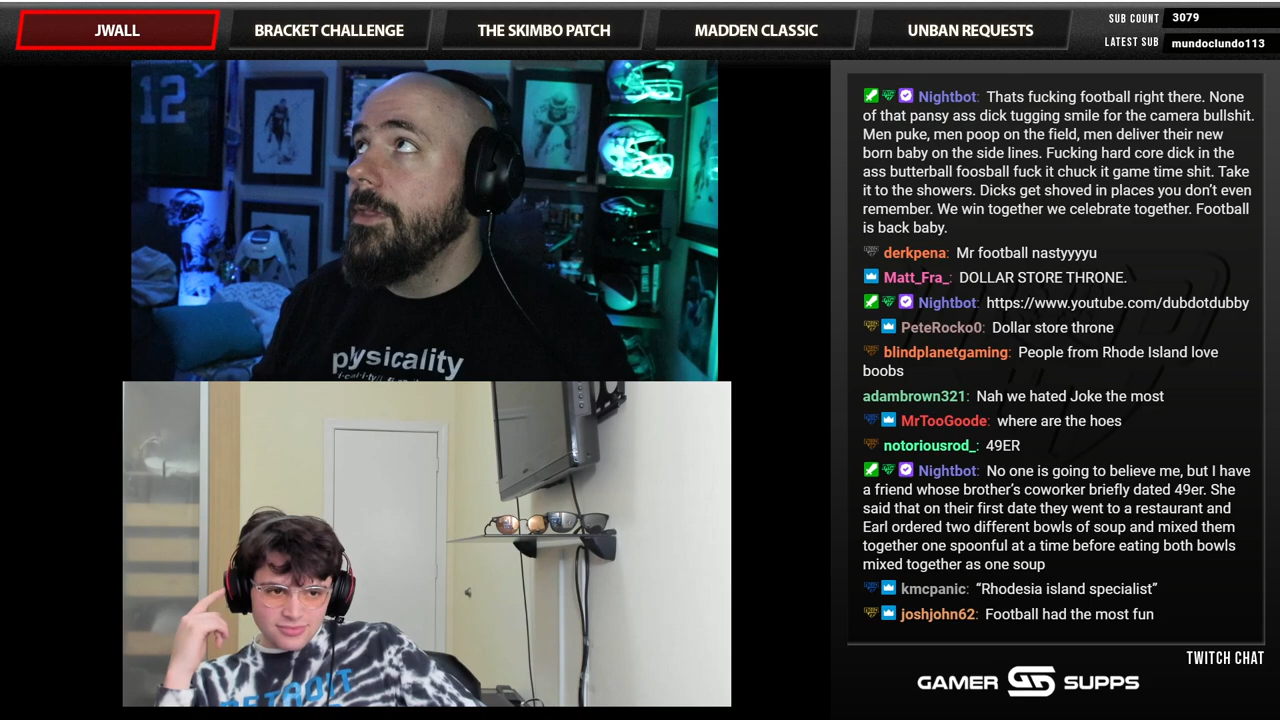 JWALL
BRACKET CHALLENGE
THE SKIMBO PATCH
MADDEN CLASSIC
UNBAN REQUESTS
SUB COUNT 3079
LATEST SUB mundoclundo113
12
physicality
DETROIT
Nightbot: Thats fucking football right there. None
of that pansy ass dick tugging smile for the camera bullshit.
Men puke, men poop on the field, men deliver their new
born baby on the side lines. Fucking hard core dick in the
ass butterball foosball fuck it chuck it game time shit. Take
it to the showers. Dicks get shoved in places you don’t even
remember. We win together we celebrate together. Football
is back baby.
derkpena: Mr football nastyyyyu
Matt_Fra_: DOLLAR STORE THRONE.
Nightbot: https://www.youtube.com/dubdotdubby
PeteRocko0: Dollar store throne
blindplanetgaming: People from Rhode Island love
boobs
adambrown321: Nah we hated Joke the most
MrTooGoode: where are the hoes
notoriousrod_: 49ER
Nightbot: No one is going to believe me, but I have
a friend whose brother’s coworker briefly dated 49er. She
said that on their first date they went to a restaurant and
Earl ordered two different bowls of soup and mixed them
together one spoonful at a time before eating both bowls
mixed together as one soup
kmcpanic: “Rhodesia island specialist”
joshjohn62: Football had the most fun
TWITCH CHAT
GAMER GS SUPPS